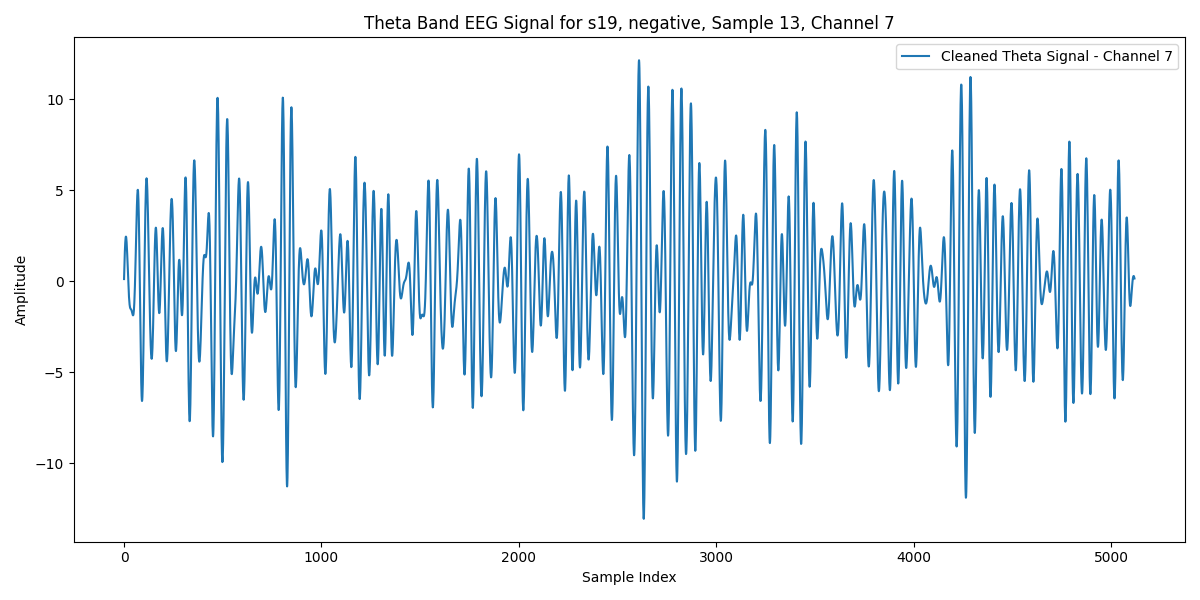 Theta Band EEG Signal for s19, negative, Sample 13, Channel 7
Cleaned Theta Signal - Channel 7
Amplitude
10
5
0
−5
−10
0 1000 2000 3000 4000 5000
Sample Index